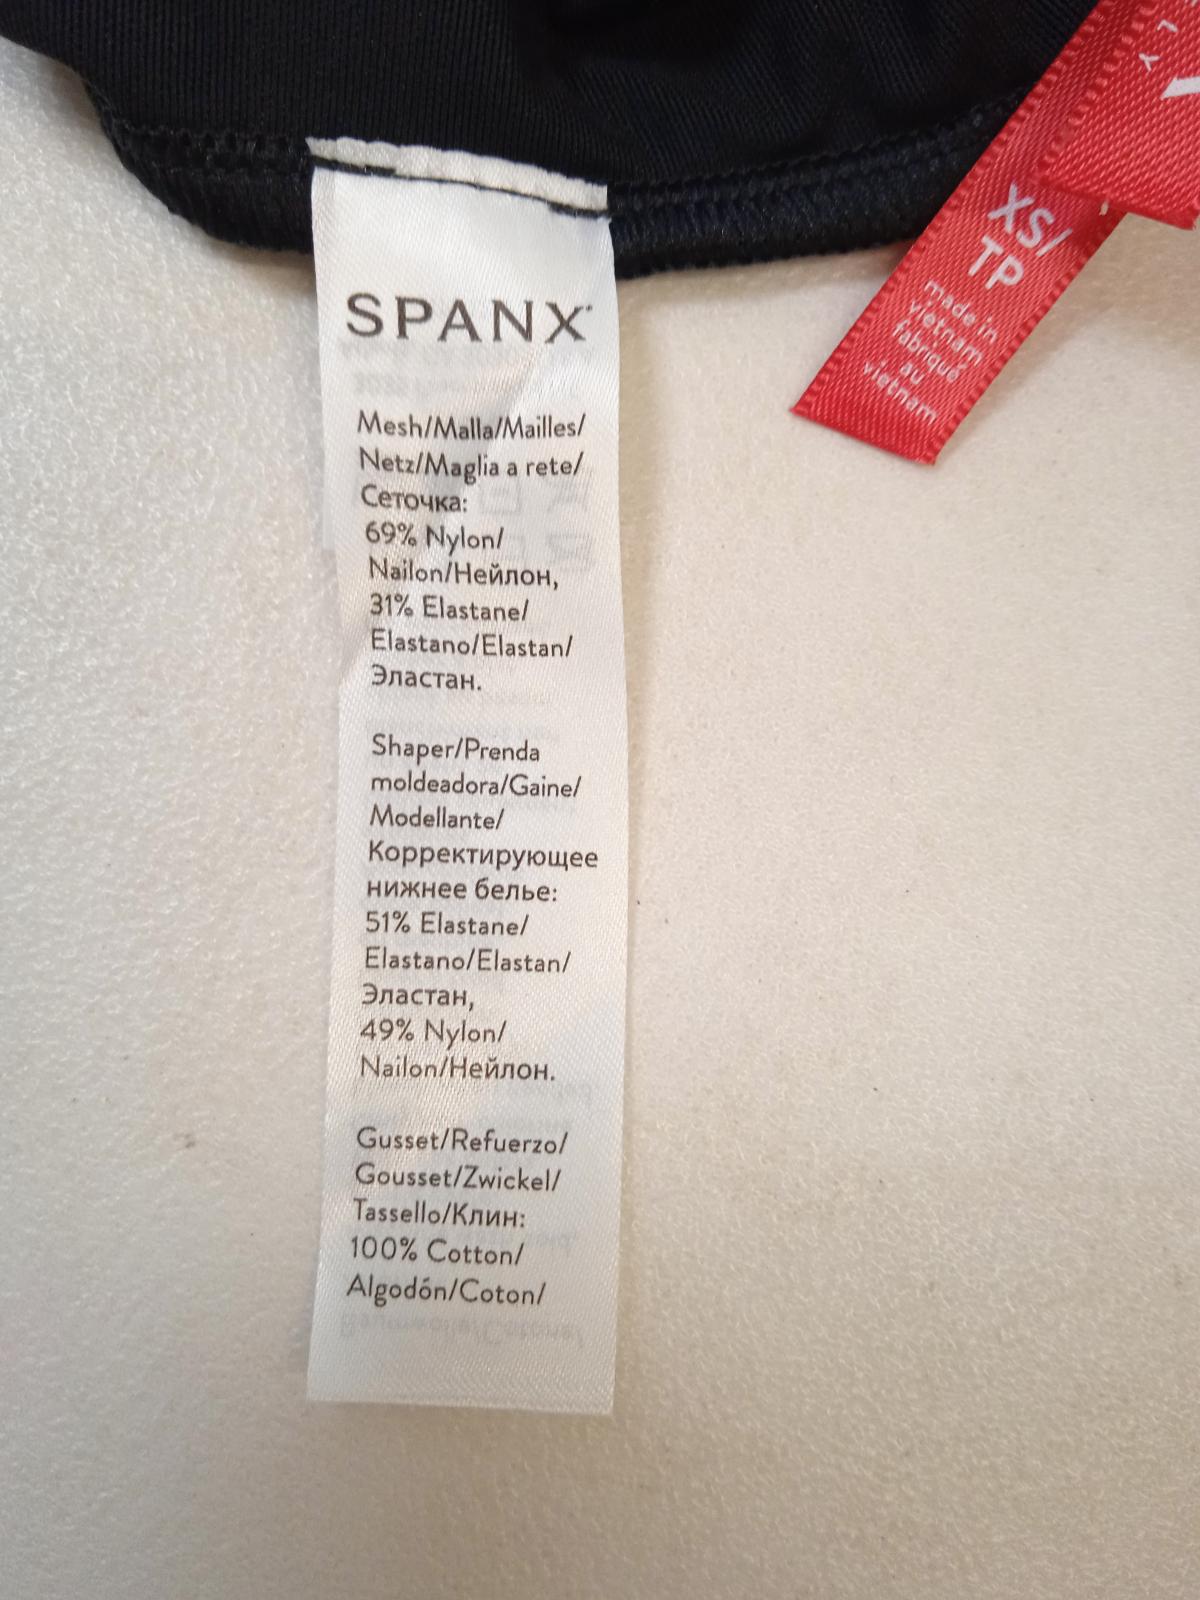 SPANX
Mesh/Malla/Mailles/
Netz/Maglia a rete/
Сеточка:
69% Nylon/
Nailon/Нейлон,
31% Elastane/
Elastano/Elastan/
Эластан.
Shaper/Prenda
moldeadora/Gaine/
Modellante/
Корректирующее
нижнее белье:
51% Elastane/
Elastano/Elastan/
Эластан,
49% Nylon/
Nailon/Нейлон.
Gusset/Refuerzo/
Gousset/Zwickel/
Tassello/Клин:
100% Cotton/
Algodón/Coton/
XS/
TP
made in
vietnam
fabriqué
au
vietnam